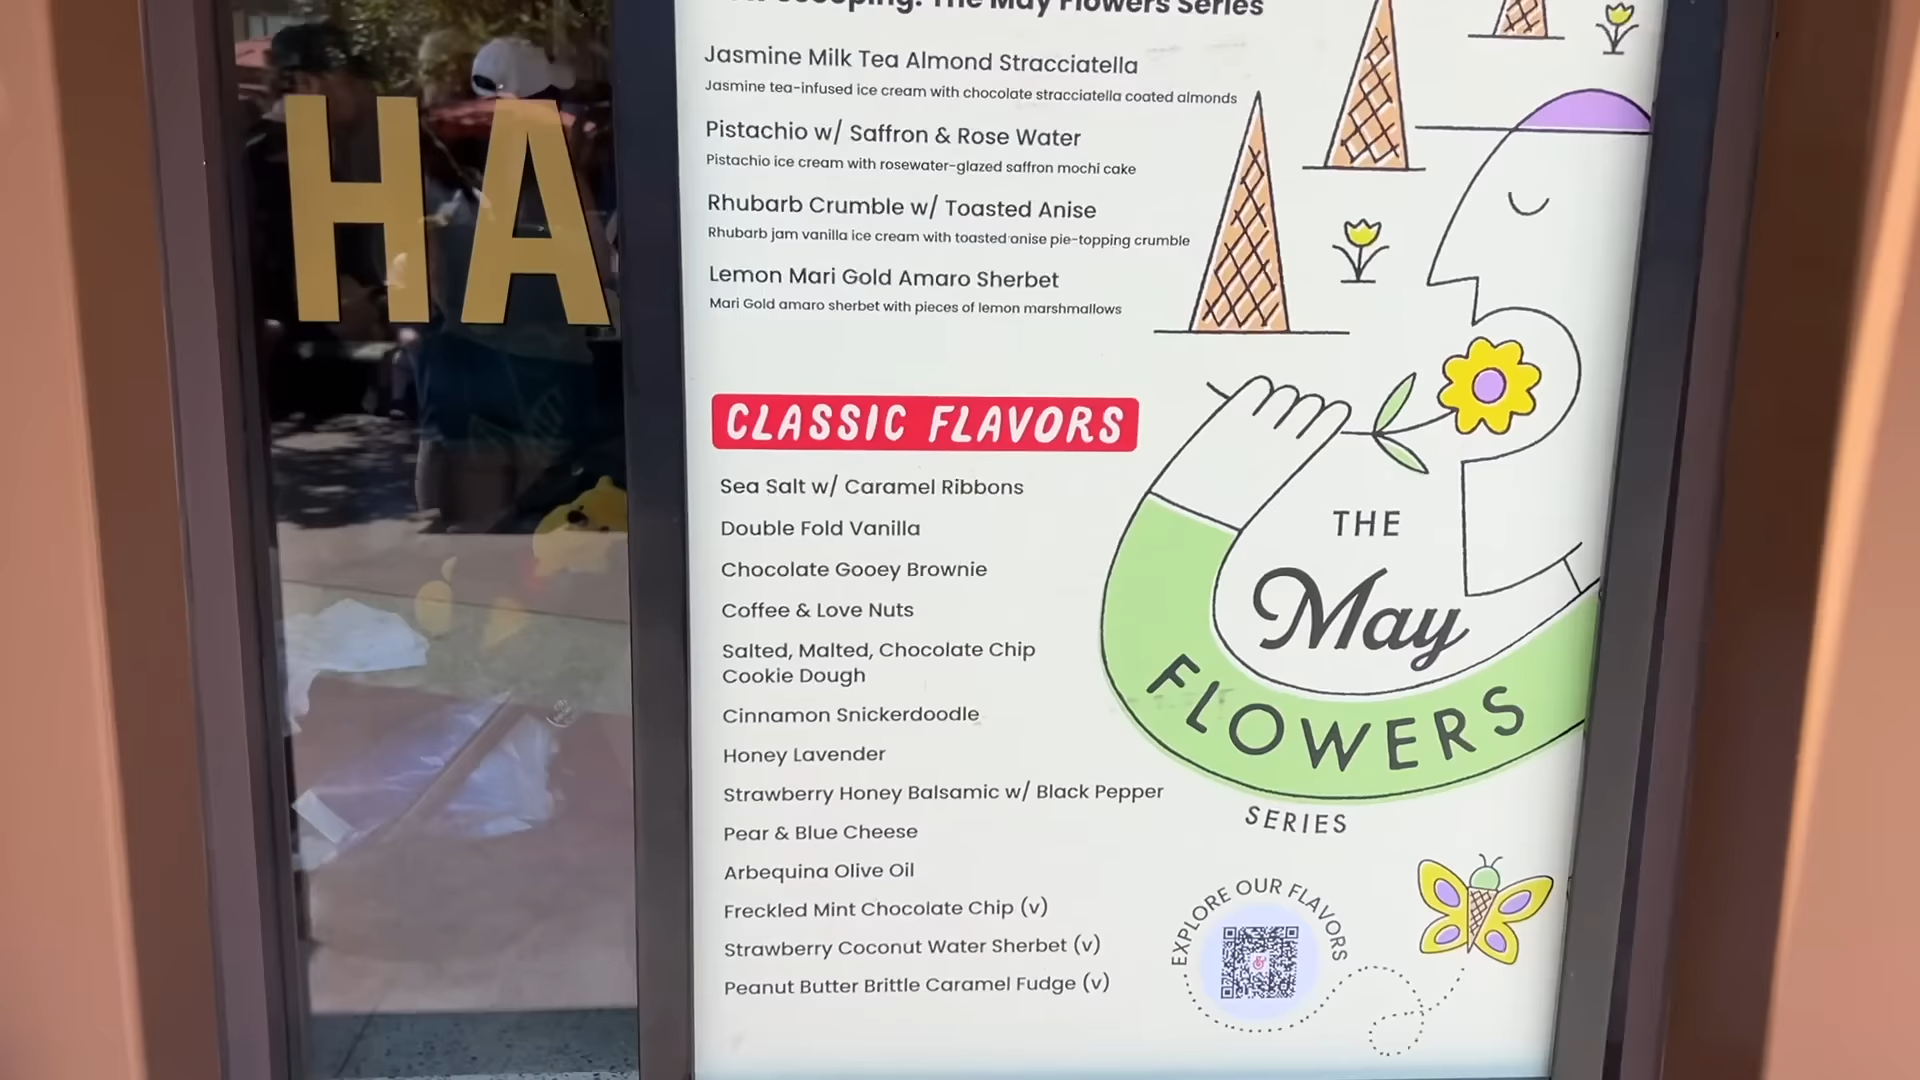 HA
The May Flowers Series
Jasmine Milk Tea Almond Stracciatella
Jasmine tea-infused ice cream with chocolate stracciatella coated almonds
Pistachio w/ Saffron & Rose Water
Pistachio ice cream with rosewater-glazed saffron mochi cake
Rhubarb Crumble w/ Toasted Anise
Rhubarb jam vanilla ice cream with toasted anise pie-topping crumble
Lemon Mari Gold Amaro Sherbet
Mari Gold amaro sherbet with pieces of lemon marshmallows
CLASSIC FLAVORS
Sea Salt w/ Caramel Ribbons
Double Fold Vanilla
Chocolate Gooey Brownie
Coffee & Love Nuts
Salted, Malted, Chocolate Chip
Cookie Dough
Cinnamon Snickerdoodle
Honey Lavender
Strawberry Honey Balsamic w/ Black Pepper
Pear & Blue Cheese
Arbequina Olive Oil
Freckled Mint Chocolate Chip (v)
Strawberry Coconut Water Sherbet (v)
Peanut Butter Brittle Caramel Fudge (v)
THE
May
FLOWERS
SERIES
EXPLORE OUR FLAVORS